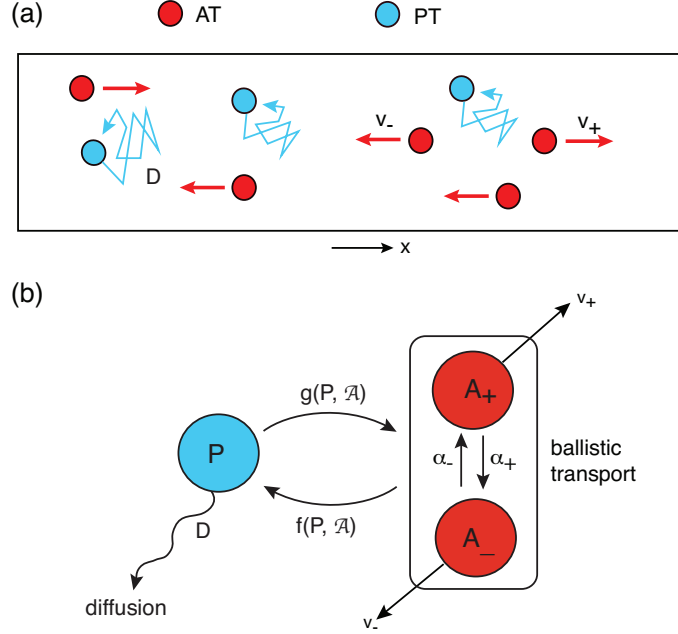 (a)
AT PT
D
v-
v+
x
(b)
v+
g(P, 𝒜)
A+
P
α- α+
ballistic
transport
f(P, 𝒜)
D
A_
diffusion
v-